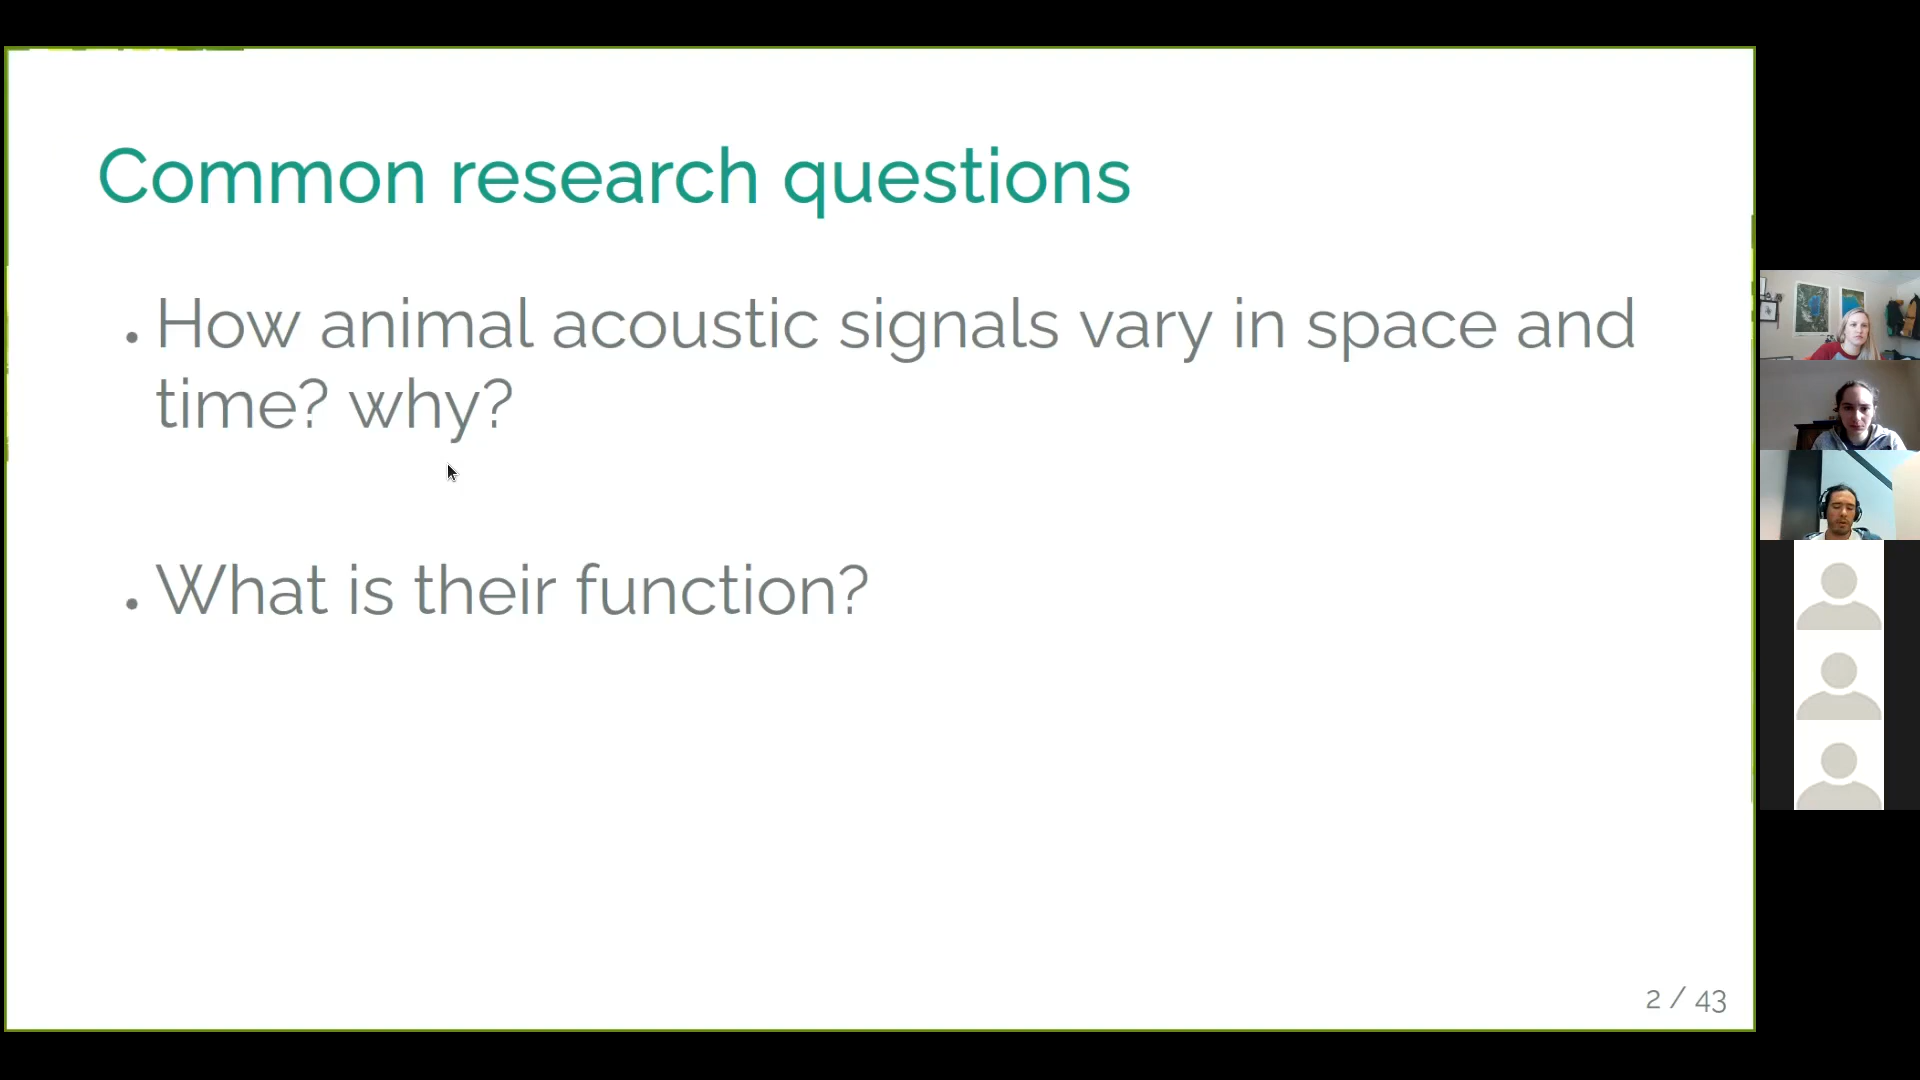 Common research questions
• How animal acoustic signals vary in space and
time? why?
• What is their function?
2 / 43